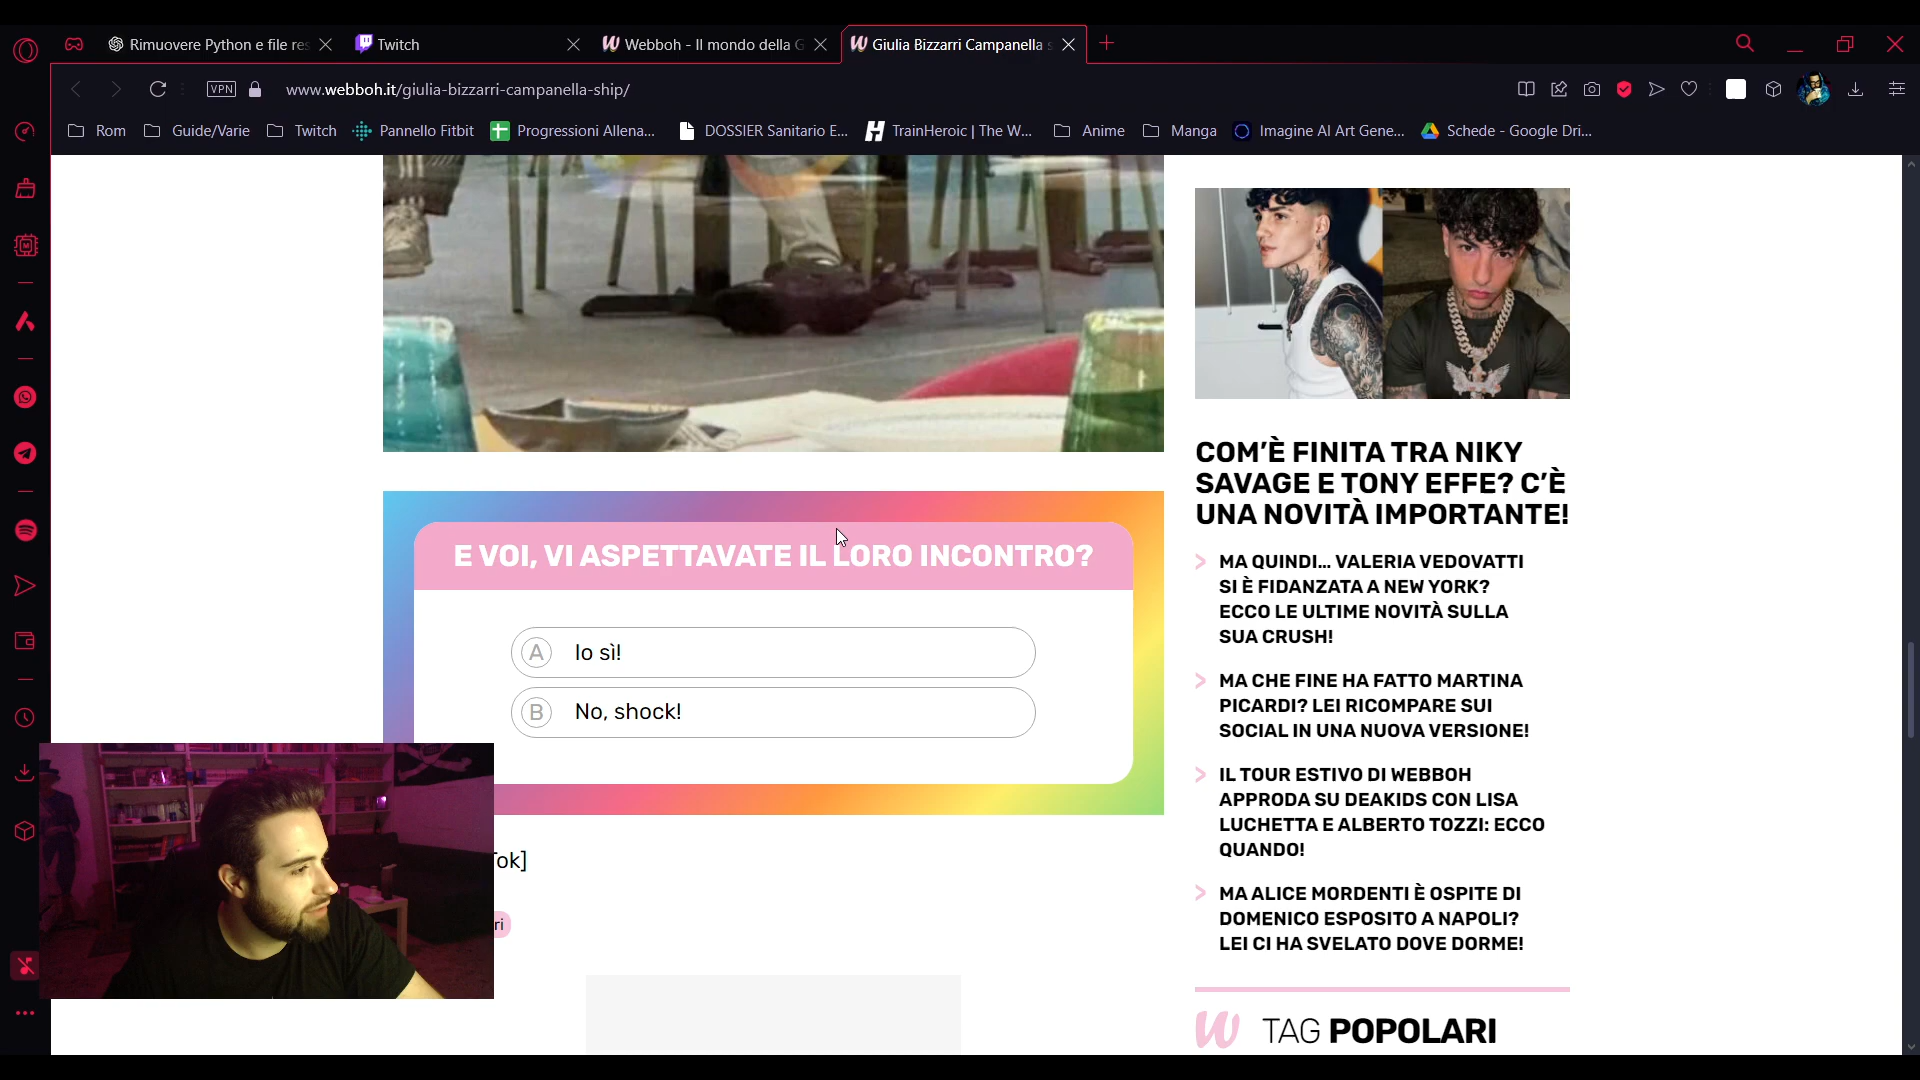 Rimuovere Python e file res
Twitch
Webboh - Il mondo della G
Giulia Bizzarri Campanella s
VPN
www.webboh.it/giulia-bizzarri-campanella-ship/
Rom
Guide/Varie
Twitch
Pannello Fitbit
Progressioni Allena...
DOSSIER Sanitario E...
TrainHeroic | The W...
Anime
Manga
Imagine AI Art Gene...
Schede - Google Dri...
E VOI, VI ASPETTAVATE IL LORO INCONTRO?
A Io sì!
B No, shock!
Tok]
ri
COM'È FINITA TRA NIKY
SAVAGE E TONY EFFE? C'È
UNA NOVITÀ IMPORTANTE!
MA QUINDI... VALERIA VEDOVATTI
SI È FIDANZATA A NEW YORK?
ECCO LE ULTIME NOVITÀ SULLA
SUA CRUSH!
MA CHE FINE HA FATTO MARTINA
PICARDI? LEI RICOMPARE SUI
SOCIAL IN UNA NUOVA VERSIONE!
IL TOUR ESTIVO DI WEBBOH
APPRODA SU DEAKIDS CON LISA
LUCHETTA E ALBERTO TOZZI: ECCO
QUANDO!
MA ALICE MORDENTI È OSPITE DI
DOMENICO ESPOSITO A NAPOLI?
LEI CI HA SVELATO DOVE DORME!
TAG POPOLARI